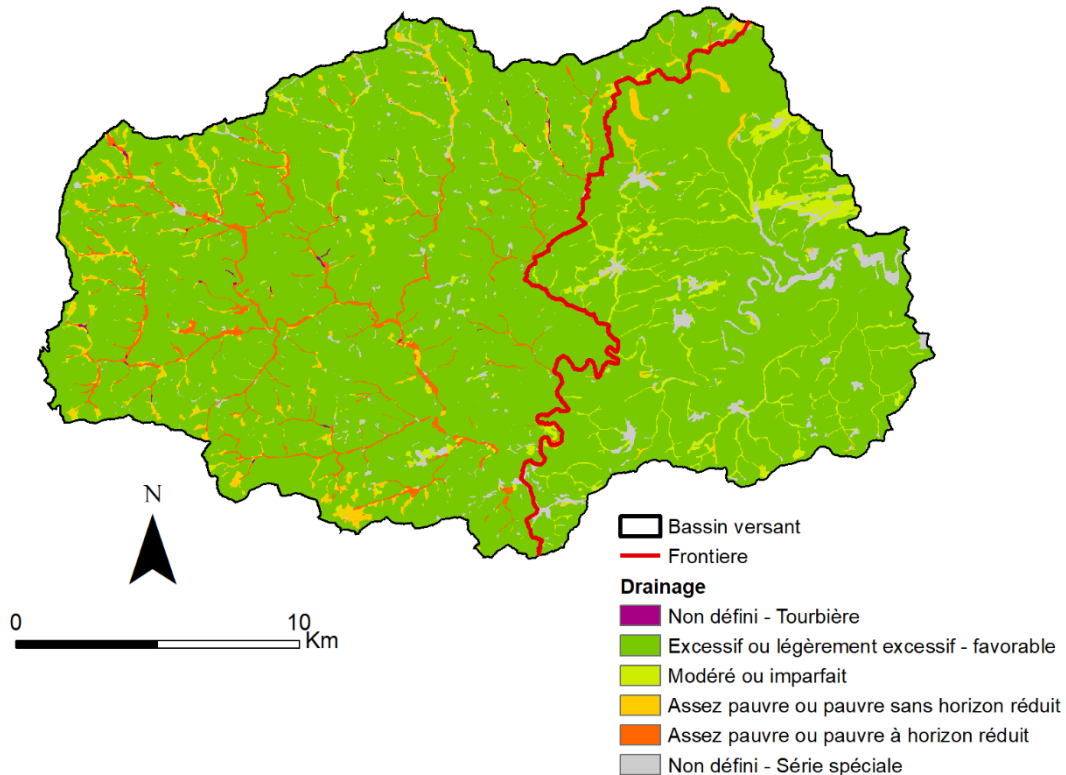 N
0 10
Km
Bassin versant
Frontiere
Drainage
Non défini - Tourbière
Excessif ou légèrement excessif - favorable
Modéré ou imparfait
Assez pauvre ou pauvre sans horizon réduit
Assez pauvre ou pauvre à horizon réduit
Non défini - Série spéciale